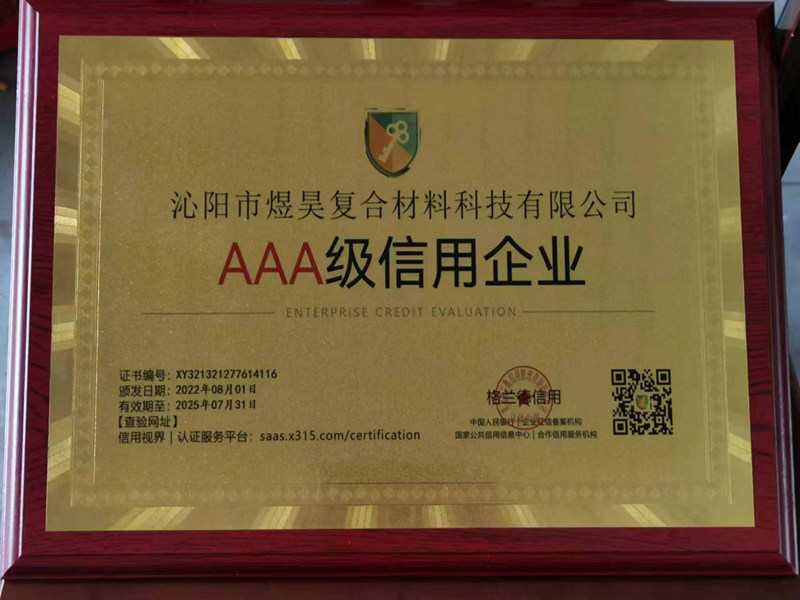 沁阳市煜昊复合材料科技有限公司
AAA级信用企业
ENTERPRISE CREDIT EVALUATION
证书编号：XY321321277614116
颁发日期：2022年08月01日
有效期至：2025年07月31日
【查验网址】
信用视界｜认证服务平台：saas.x315.com/certification
格兰德信用
中国人民银行｜企业征信备案机构
国家公共信用信息中心｜合作信用服务机构